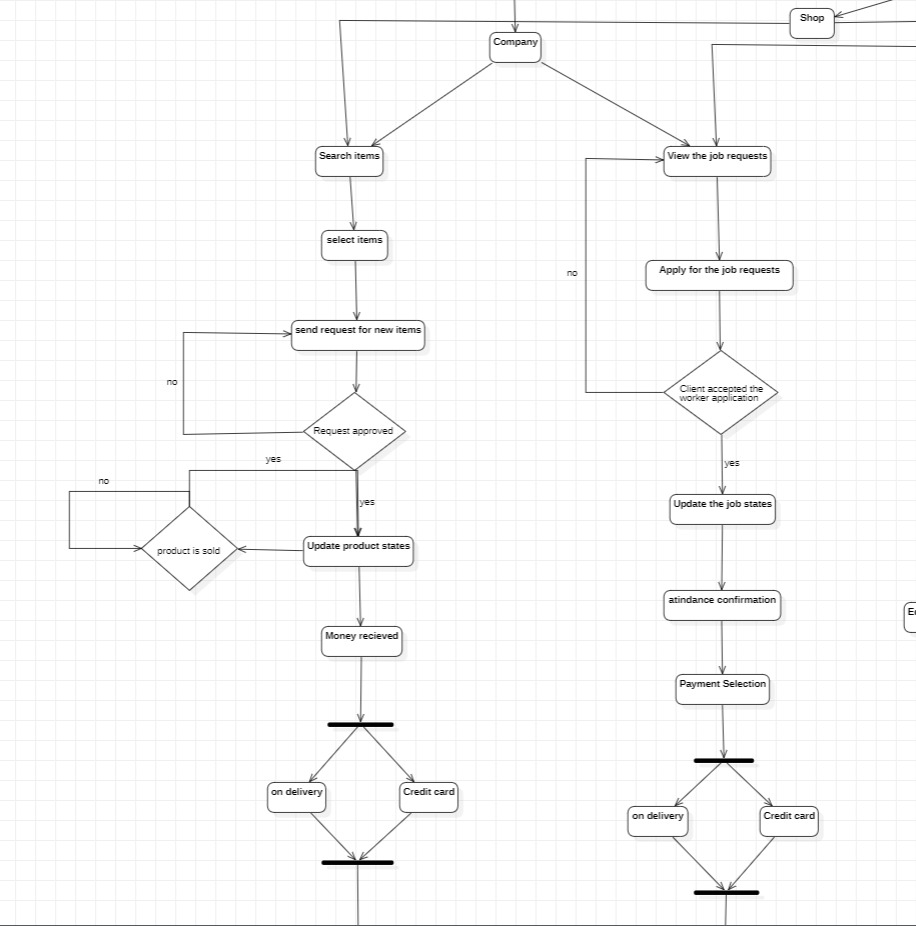 Shop
Company
Search items
View the job requests
select items
Apply for the job requests
no
send request for new items
no
Client accepted the
worker application
Request approved
yes
yes
no
yes
Update the job states
product is sold
Update product states
atindance confirmation
Money recieved
Payment Selection
on delivery
Credit card
on delivery
Credit card